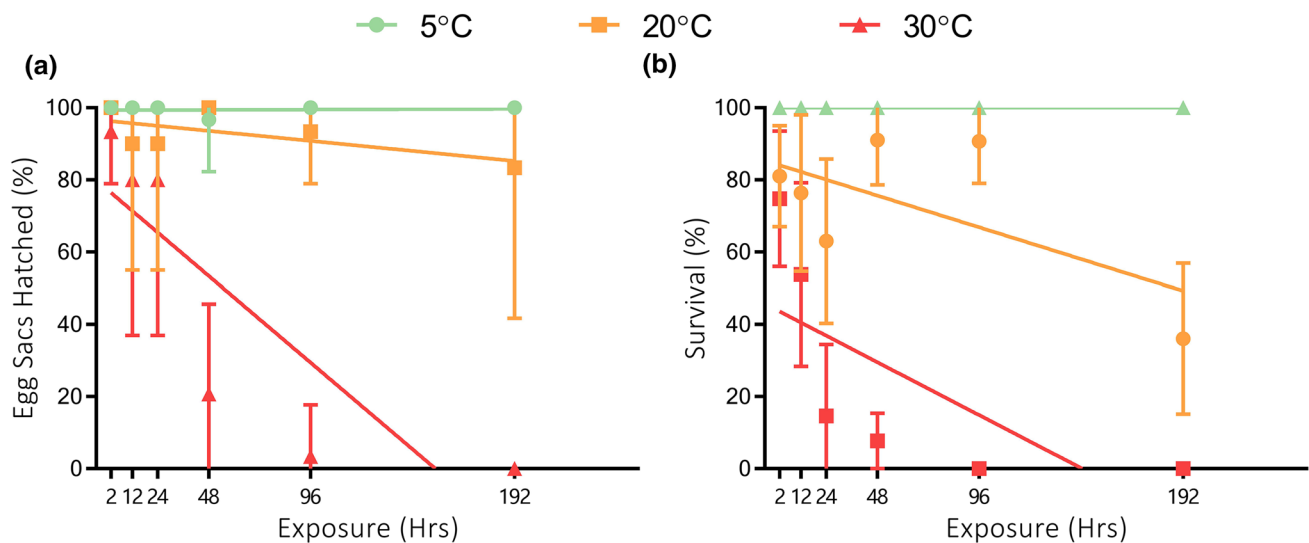 5°C 20°C 30°C
(a) (b)
100 100
80 80
60 60
40 40
20 20
0 0
Egg Sacs Hatched (%) Survival (%)
2 12 24 48 96 192 2 12 24 48 96 192
Exposure (Hrs) Exposure (Hrs)